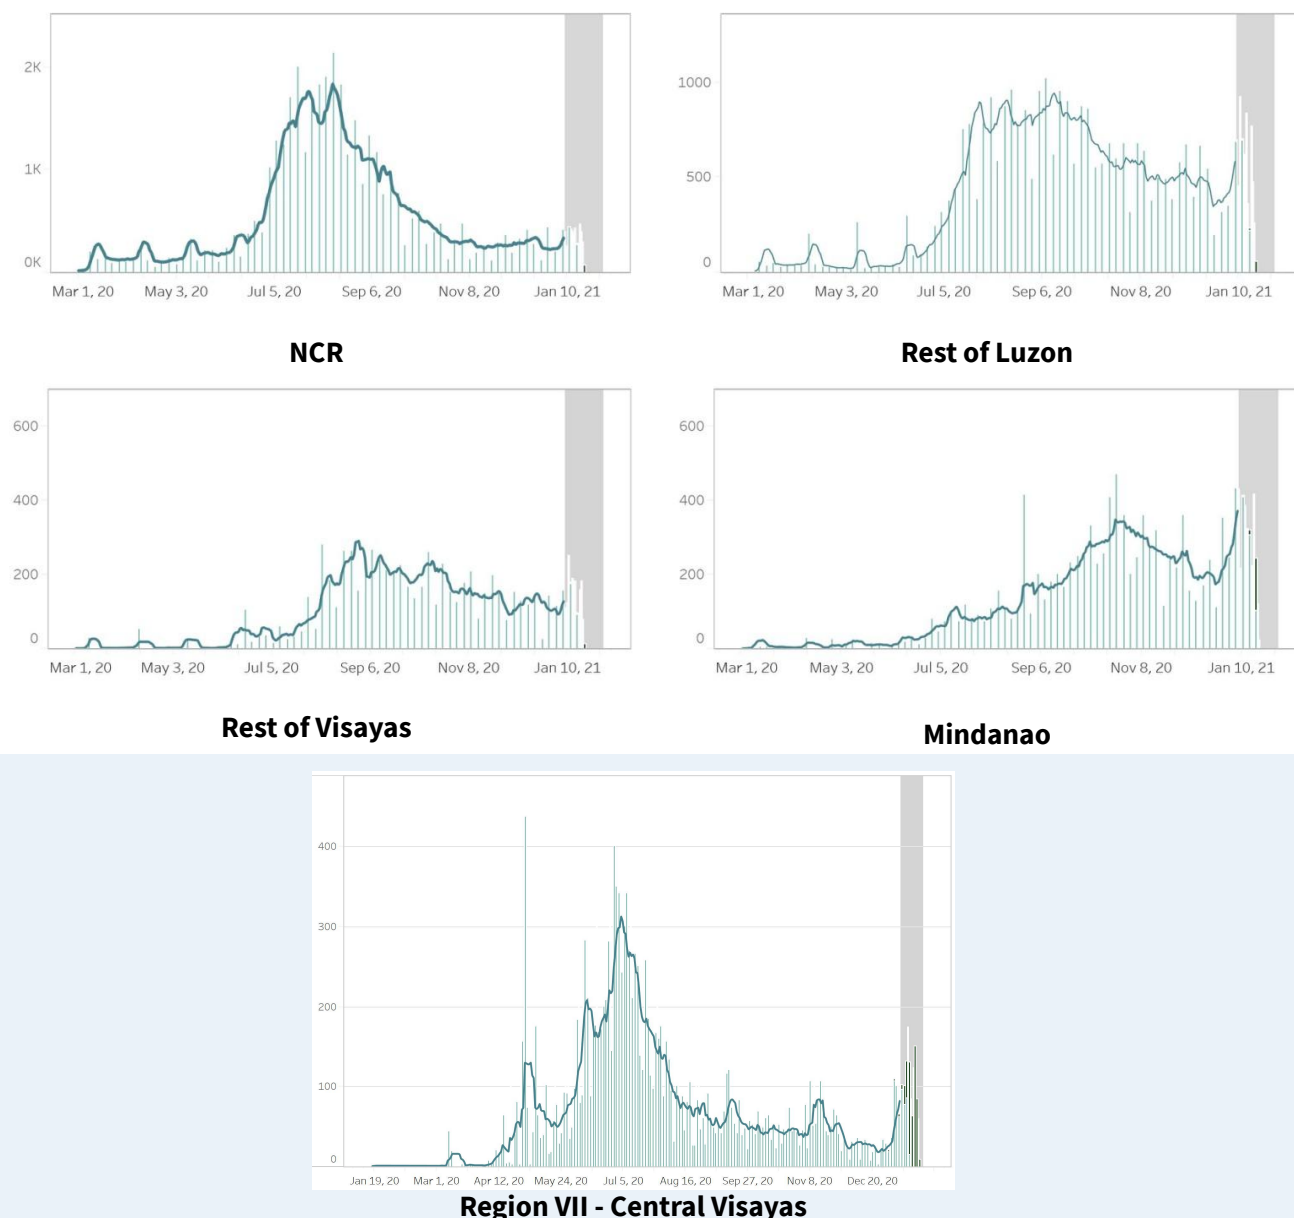 2K
1K
0K
Mar 1, 20 May 3, 20 Jul 5, 20 Sep 6, 20 Nov 8, 20 Jan 10, 21
NCR
1000
500
0
Mar 1, 20 May 3, 20 Jul 5, 20 Sep 6, 20 Nov 8, 20 Jan 10, 21
Rest of Luzon
600
400
200
0
Mar 1, 20 May 3, 20 Jul 5, 20 Sep 6, 20 Nov 8, 20 Jan 10, 21
Rest of Visayas
600
400
200
0
Mar 1, 20 May 3, 20 Jul 5, 20 Sep 6, 20 Nov 8, 20 Jan 10, 21
Mindanao
400
300
200
100
0
Jan 19, 20 Mar 1, 20 Apr 12, 20 May 24, 20 Jul 5, 20 Aug 16, 20 Sep 27, 20 Nov 8, 20 Dec 20, 20
Region VII - Central Visayas